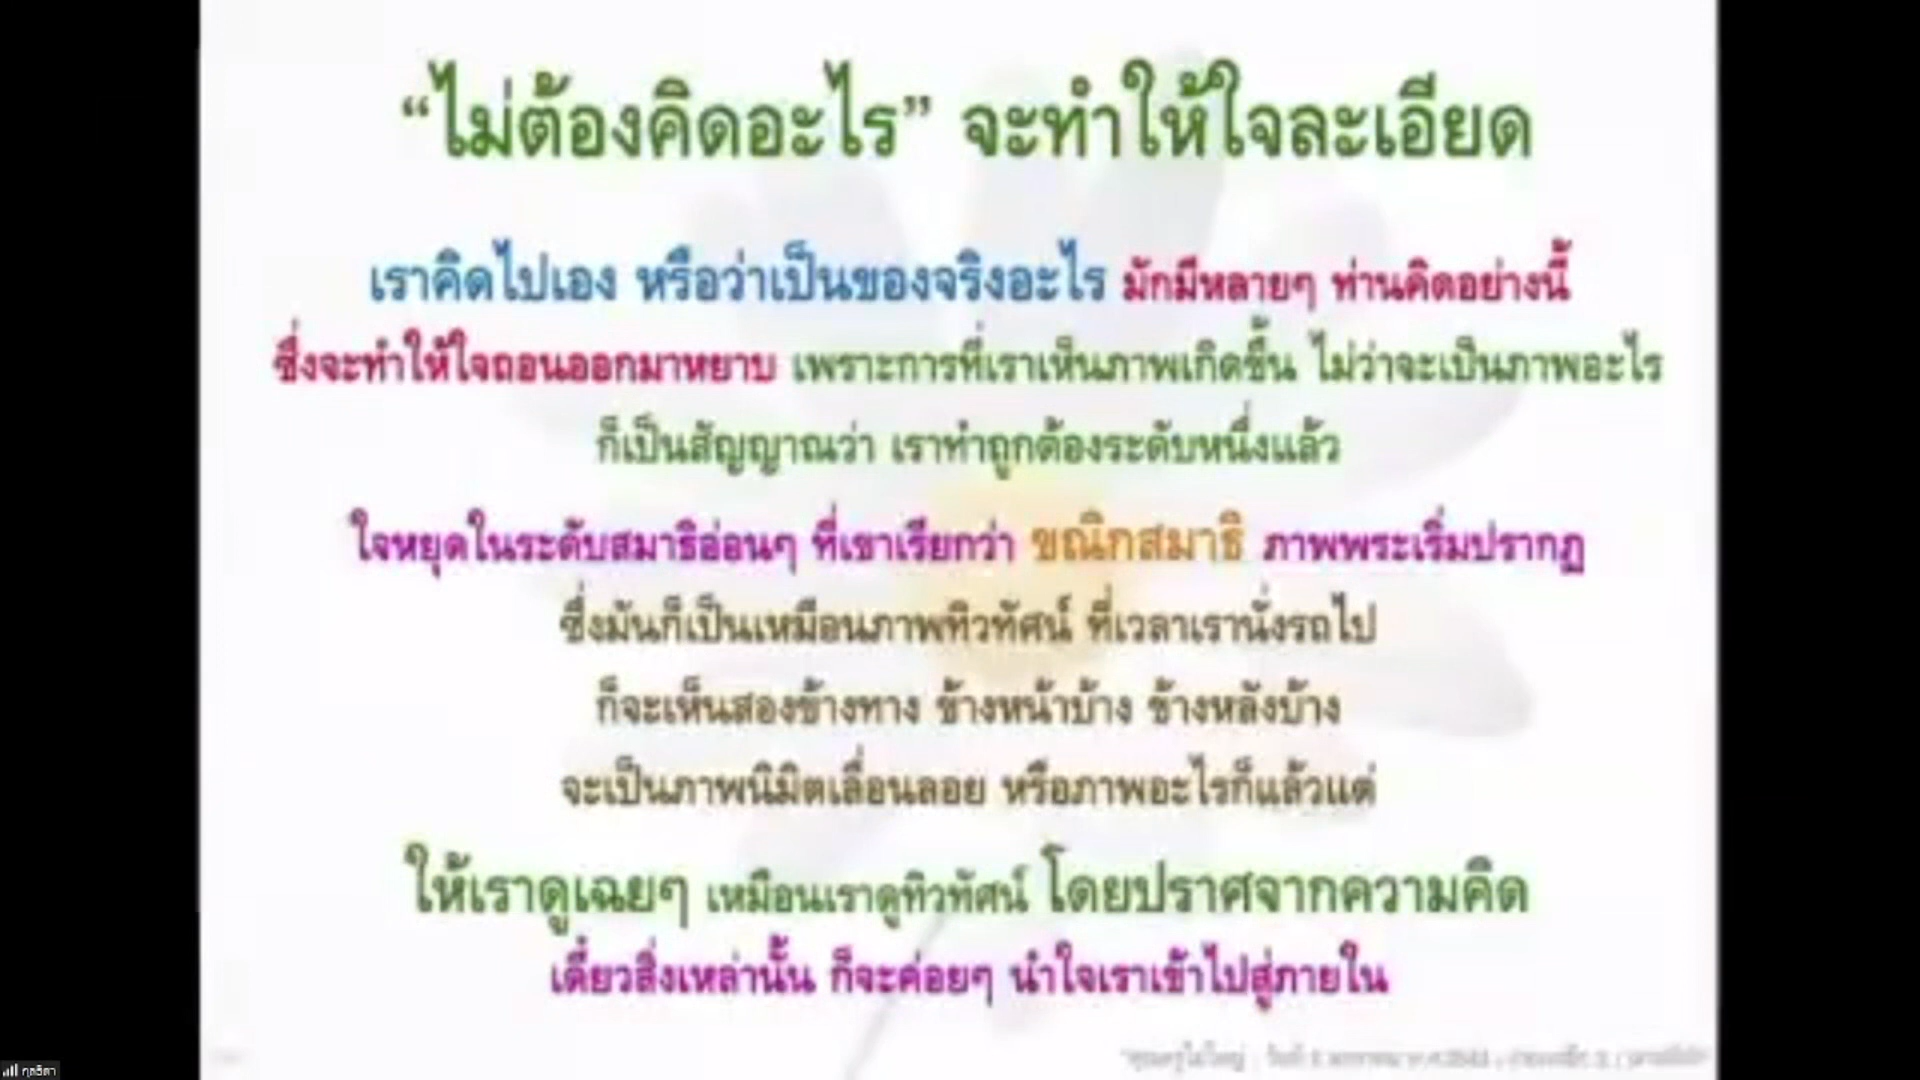 “ไม่ต้องคิดอะไร” จะทำให้ใจละเอียด
เราคิดไปเอง หรือว่าเป็นของจริงอะไร มักมีหลายๆ ท่านคิดอย่างนี้
ซึ่งจะทำให้ใจถอนออกมาหยาบ เพราะการที่เราเห็นภาพเกิดขึ้น ไม่ว่าจะเป็นภาพอะไร
ก็เป็นสัญญาณว่า เราทำถูกต้องระดับหนึ่งแล้ว
ใจหยุดในระดับสมาธิอ่อนๆ ที่เขาเรียกว่า ขณิกสมาธิ ภาพพระเริ่มปรากฏ
ซึ่งมันก็เป็นเหมือนภาพทิวทัศน์ ที่เวลาเรานั่งรถไป
ก็จะเห็นสองข้างทาง ข้างหน้าบ้าง ข้างหลังบ้าง
จะเป็นภาพนิมิตเลื่อนลอย หรือภาพอะไรก็แล้วแต่
ให้เราดูเฉยๆ เหมือนเราดูทิวทัศน์ โดยปราศจากความคิด
เดี๋ยวสิ่งเหล่านั้น ก็จะค่อยๆ นำใจเราเข้าไปสู่ภายใน
กุลธิดา